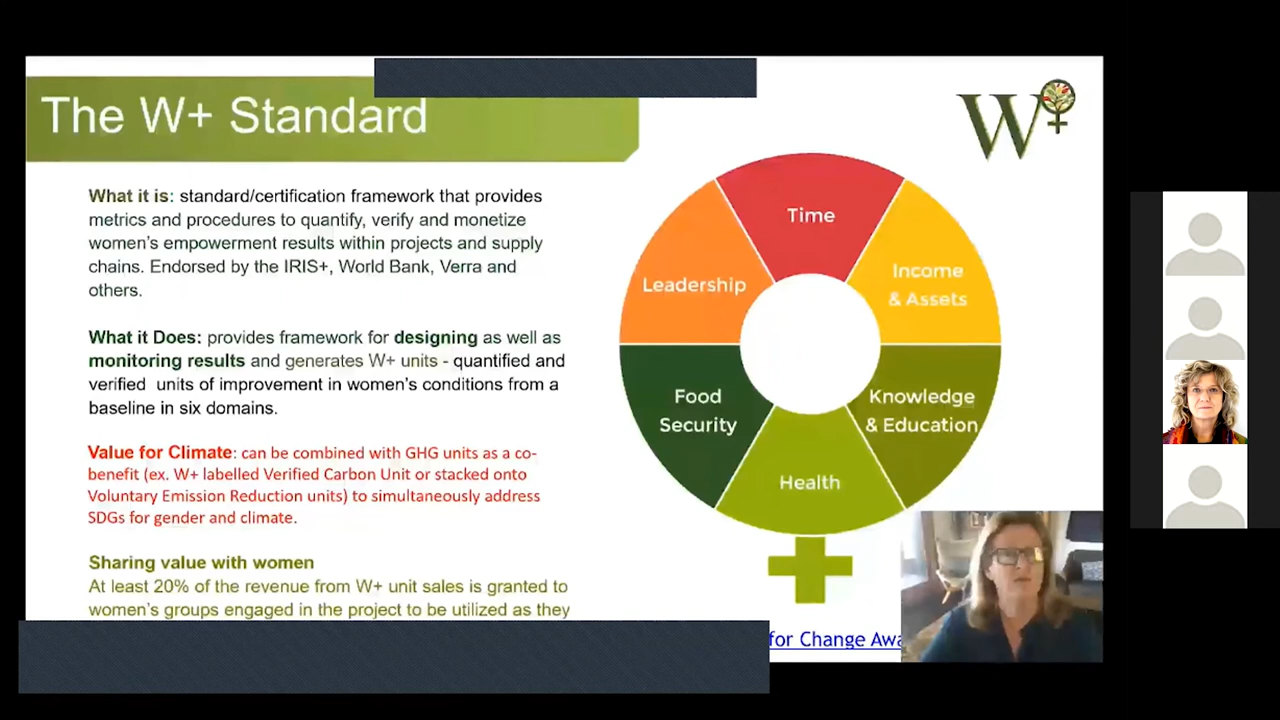 The W+ Standard
W
What it is: standard/certification framework that provides
metrics and procedures to quantify, verify and monetize
women's empowerment results within projects and supply
chains. Endorsed by the IRIS+, World Bank, Verra and
others.
What it Does: provides framework for designing as well as
monitoring results and generates W+ units - quantified and
verified units of improvement in women's conditions from a
baseline in six domains.
Value for Climate: can be combined with GHG units as a co-
benefit (ex. W+ labelled Verified Carbon Unit or stacked onto
Voluntary Emission Reduction units) to simultaneously address
SDGs for gender and climate.
Sharing value with women
At least 20% of the revenue from W+ unit sales is granted to
women's groups engaged in the project to be utilized as they
Time
Income
& Assets
Knowledge
& Education
Health
Food
Security
Leadership
for Change Awa